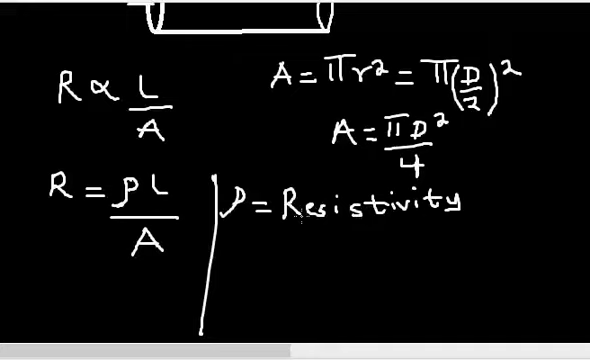 R ∝ L/A
A = πr² = π(D/2)²
A = πD²/4
R = ρL/A
ρ = Resistivity